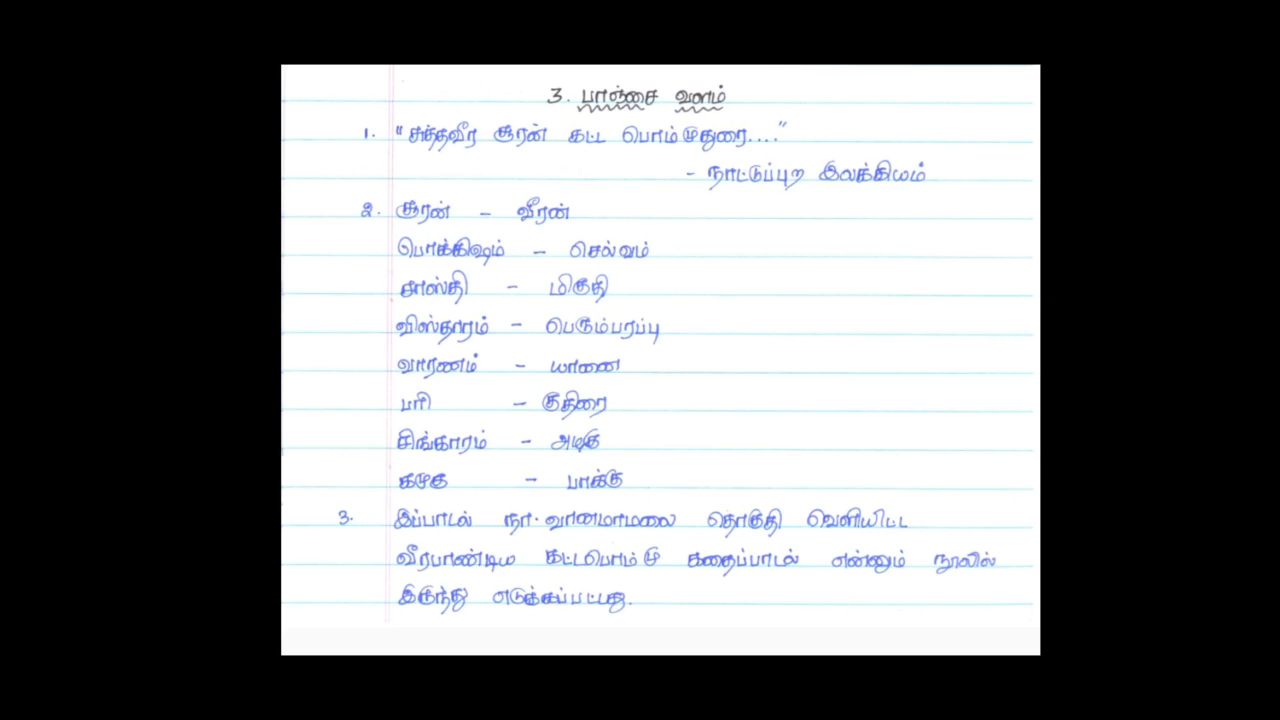 3. பாஞ்சை வளம்
1. "சுத்தவீர சூரன் கட்ட பொம்முதுரை...."
- நாட்டுப்புற இலக்கியம்
2. சூரன் - வீரன்
பொக்கிஷம் - செல்வம்
சாஸ்தி - மிகுதி
விஸ்தாரம் - பெரும்பரப்பு
வாரணம் - யானை
பரி - குதிரை
சிங்காரம் - அழகு
கமுகு - பாக்கு
3. இப்பாடல் நா. வானமாமலை தொகுதி வெளியிட்ட
வீரபாண்டிய கட்டபொம்மு கதைப்பாடல் என்னும் நூலில்
இருந்து எடுக்கப்பட்டது.